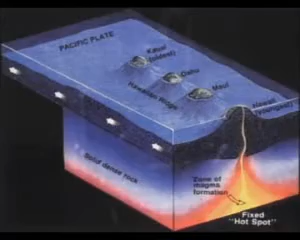 PACIFIC PLATE
Kauai
(oldest)
Oahu
Maui
Hawaiian Ridge
Hawaii
(youngest)
Solid dense rock
Zone of
magma
formation
Fixed
"Hot Spot"